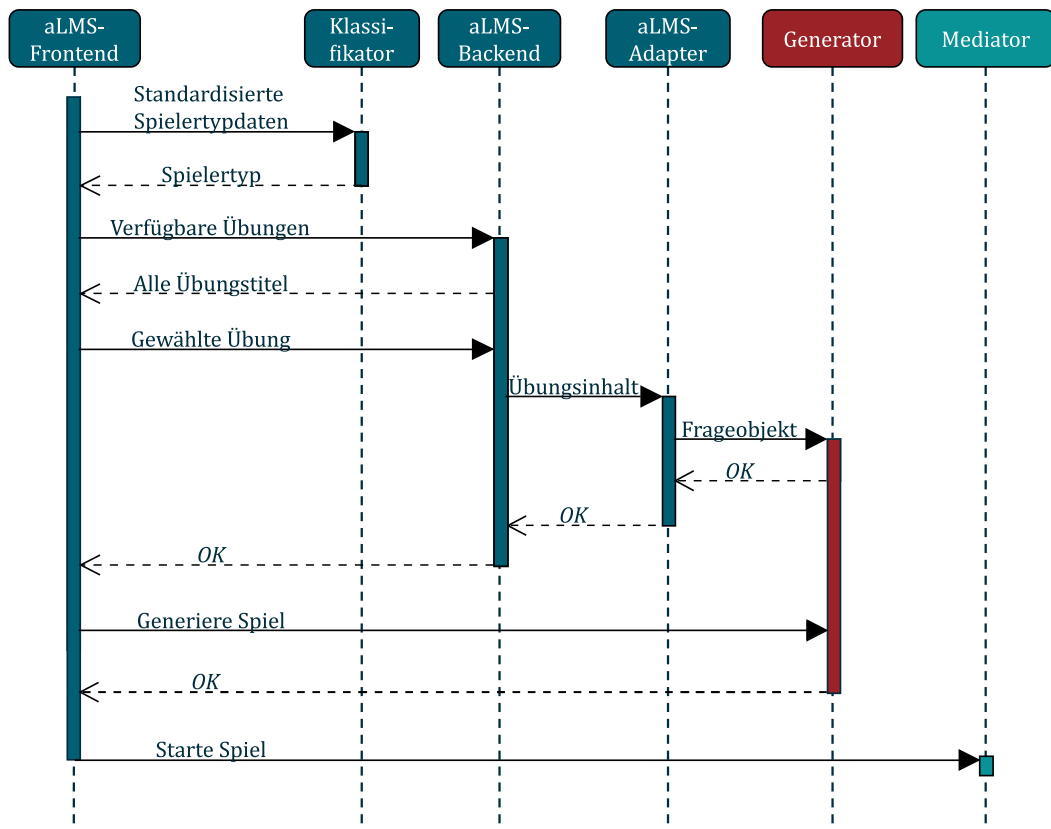 aLMS-
Frontend
Klassi-
fikator
aLMS-
Backend
aLMS-
Adapter
Generator
Mediator
Standardisierte
Spielertypdaten
Spielertyp
Verfügbare Übungen
Alle Übungstitel
Gewählte Übung
Übungsinhalt
Frageobjekt
OK
OK
OK
Generiere Spiel
OK
Starte Spiel